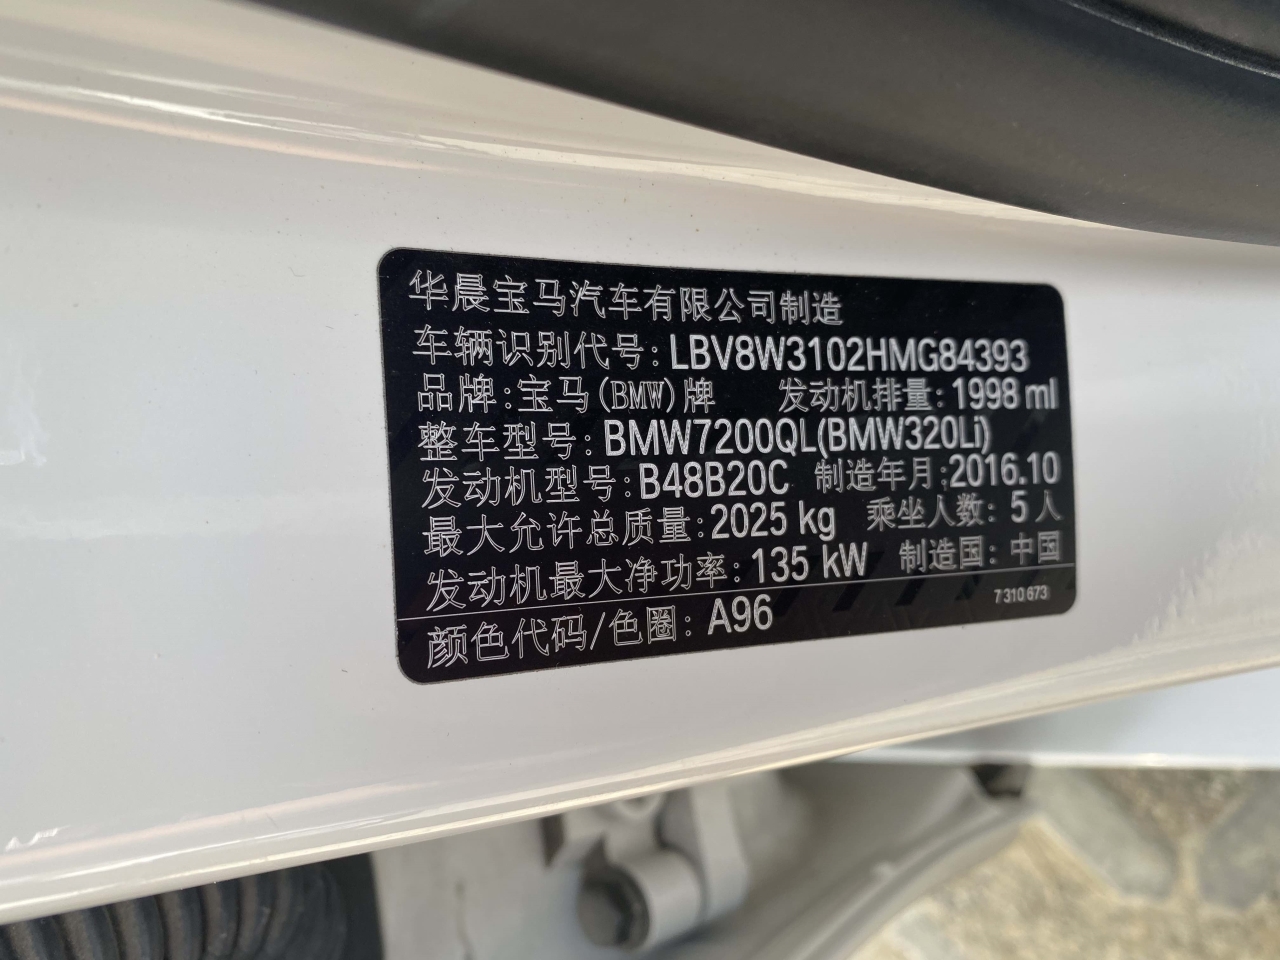 华晨宝马汽车有限公司制造
车辆识别代号: LBV8W3102HMG84393
品牌:宝马(BMW)牌 发动机排量: 1998 ml
整车型号: BMW7200QL(BMW320Li)
发动机型号: B48B20C 制造年月:2016.10
最大允许总质量: 2025 kg 乘坐人数: 5 人
发动机最大净功率: 135 kW 制造国: 中国
7 310 673
颜色代码/色圈: A96